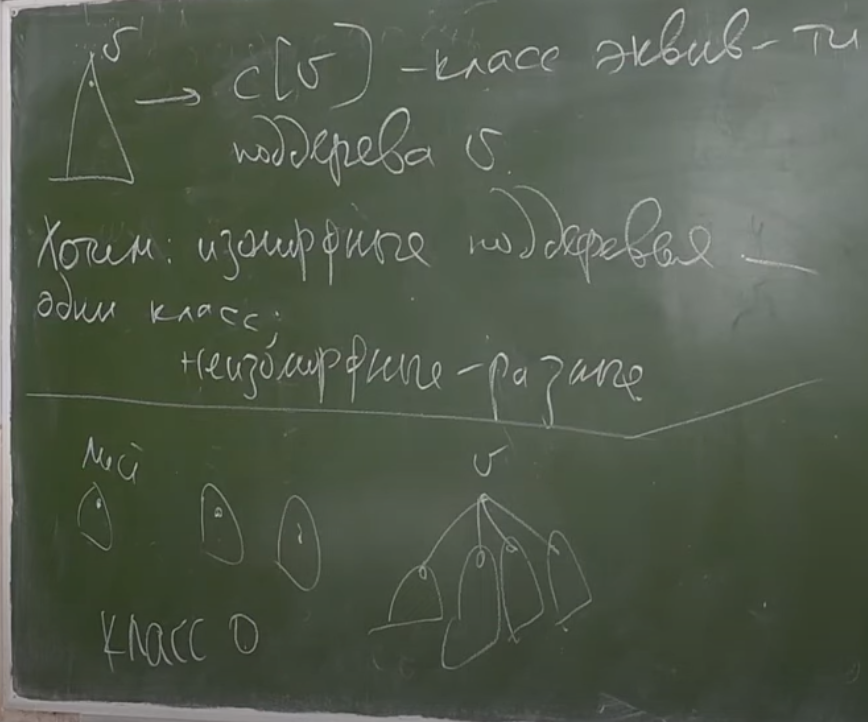 v → c[v] - класс эквив-ти
поддерева v.
Хотим: изоморфные поддеревья —
один класс;
неизоморфные - разные
Лист
v
класс 0